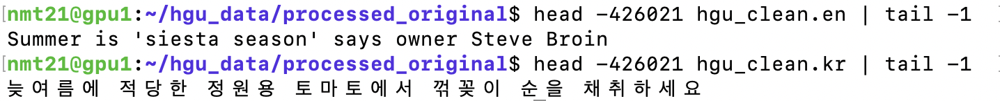 nmt21@gpu1:~/hgu_data/processed_original$ head -426021 hgu_clean.en | tail -1
Summer is 'siesta season' says owner Steve Broin
nmt21@gpu1:~/hgu_data/processed_original$ head -426021 hgu_clean.kr | tail -1
늦여름에 적당한 정원용 토마토에서 꺾꽂이 순을 채취하세요